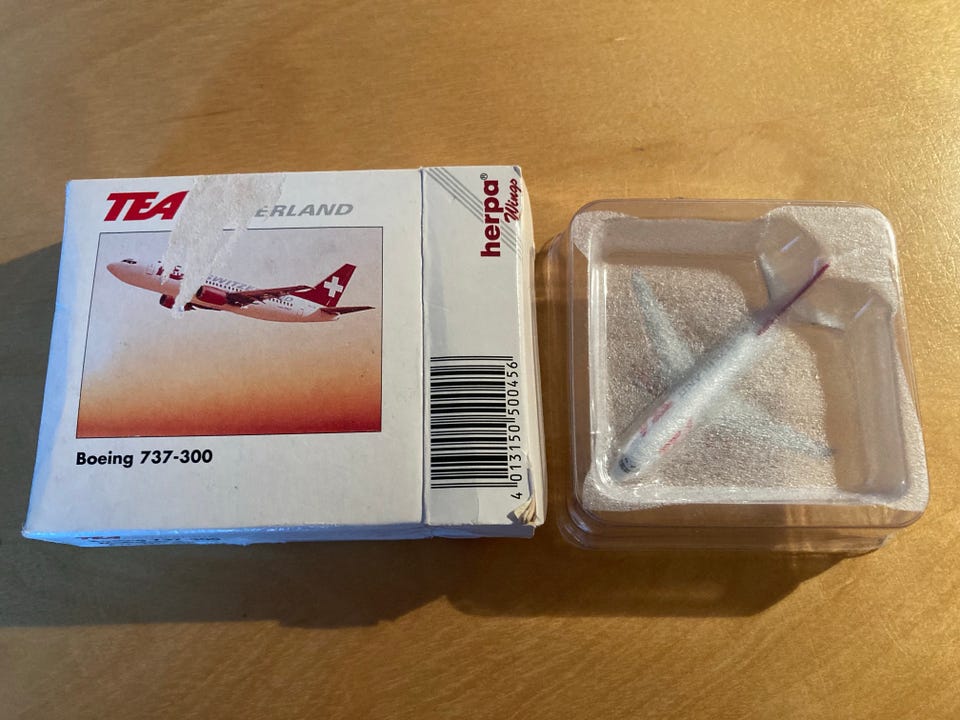 TEA ERLAND
Boeing 737-300
herpa®
Wings
4 013150 500456